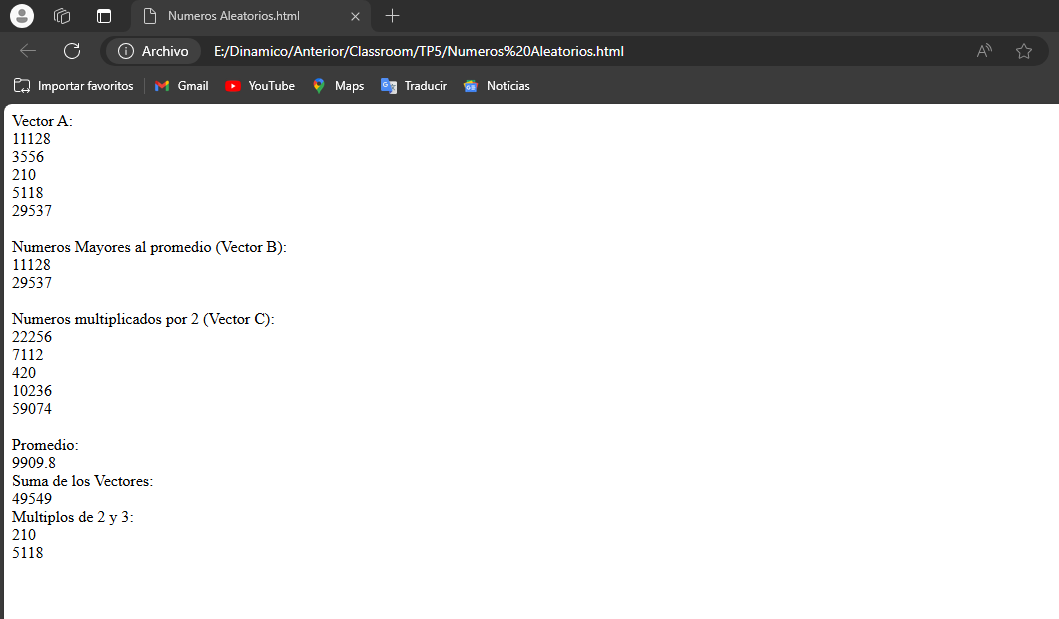 Numeros Aleatorios.html
Archivo E:/Dinamico/Anterior/Classroom/TP5/Numeros%20Aleatorios.html
Importar favoritos Gmail YouTube Maps Traducir Noticias
Vector A:
11128
3556
210
5118
29537
Numeros Mayores al promedio (Vector B):
11128
29537
Numeros multiplicados por 2 (Vector C):
22256
7112
420
10236
59074
Promedio:
9909.8
Suma de los Vectores:
49549
Multiplos de 2 y 3:
210
5118